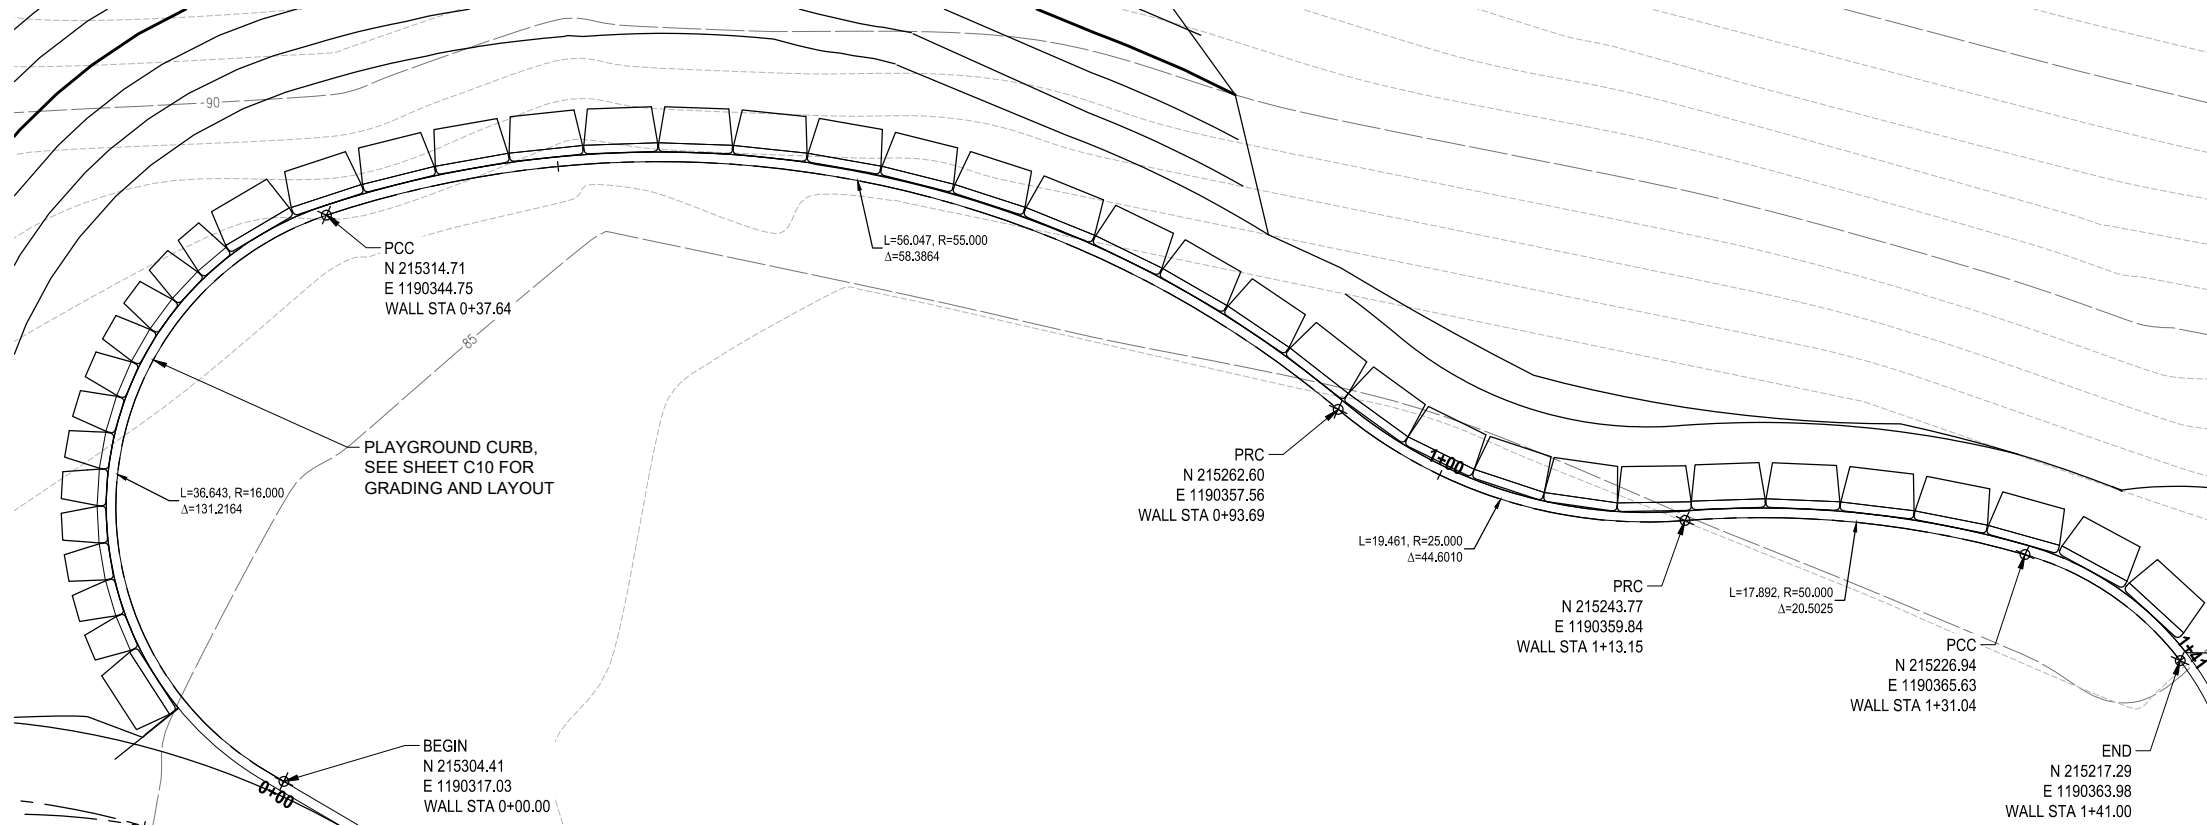 90
PCC
N 215314.71
E 1190344.75
WALL STA 0+37.64
L=56.047, R=55.000
Δ=58.3864
85
PLAYGROUND CURB,
SEE SHEET C10 FOR
GRADING AND LAYOUT
L=36.643, R=16.000
Δ=131.2164
PRC
N 215262.60
E 1190357.56
WALL STA 0+93.69
1+00
L=19.461, R=25.000
Δ=44.6010
PRC
N 215243.77
E 1190359.84
WALL STA 1+13.15
L=17.892, R=50.000
Δ=20.5025
PCC
N 215226.94
E 1190365.63
WALL STA 1+31.04
1+41
BEGIN
N 215304.41
E 1190317.03
WALL STA 0+00.00
0+00
END
N 215217.29
E 1190363.98
WALL STA 1+41.00